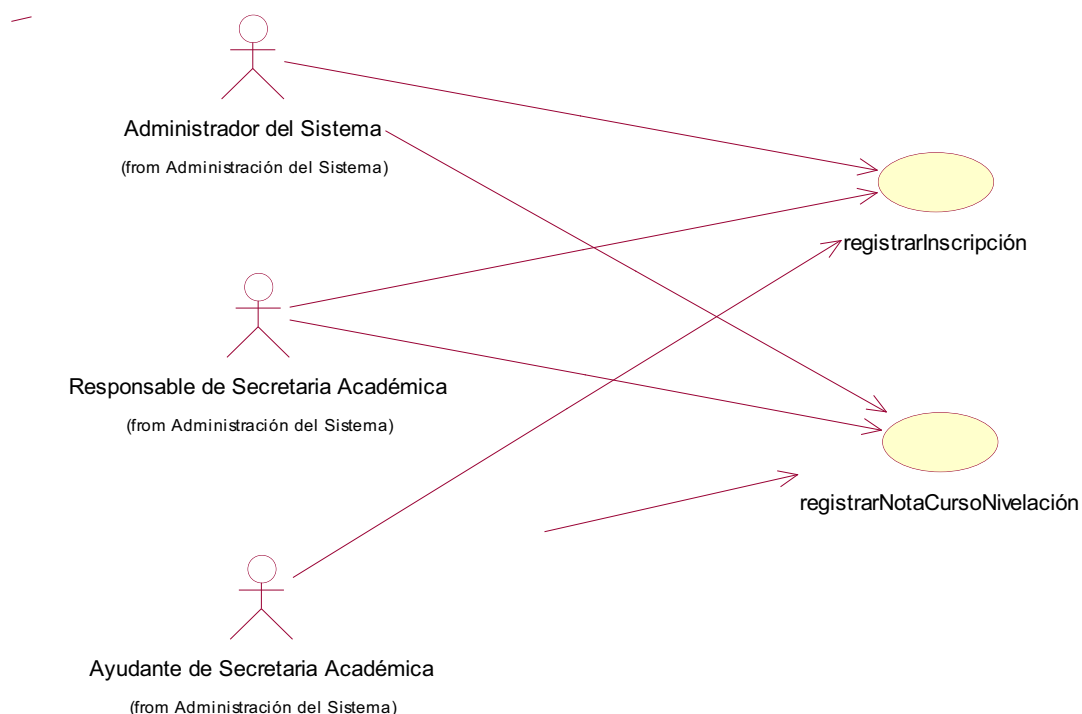 Administrador del Sistema
(from Administración del Sistema)
registrarInscripción
Responsable de Secretaria Académica
(from Administración del Sistema)
registrarNotaCursoNivelación
Ayudante de Secretaria Académica
(from Administración del Sistema)